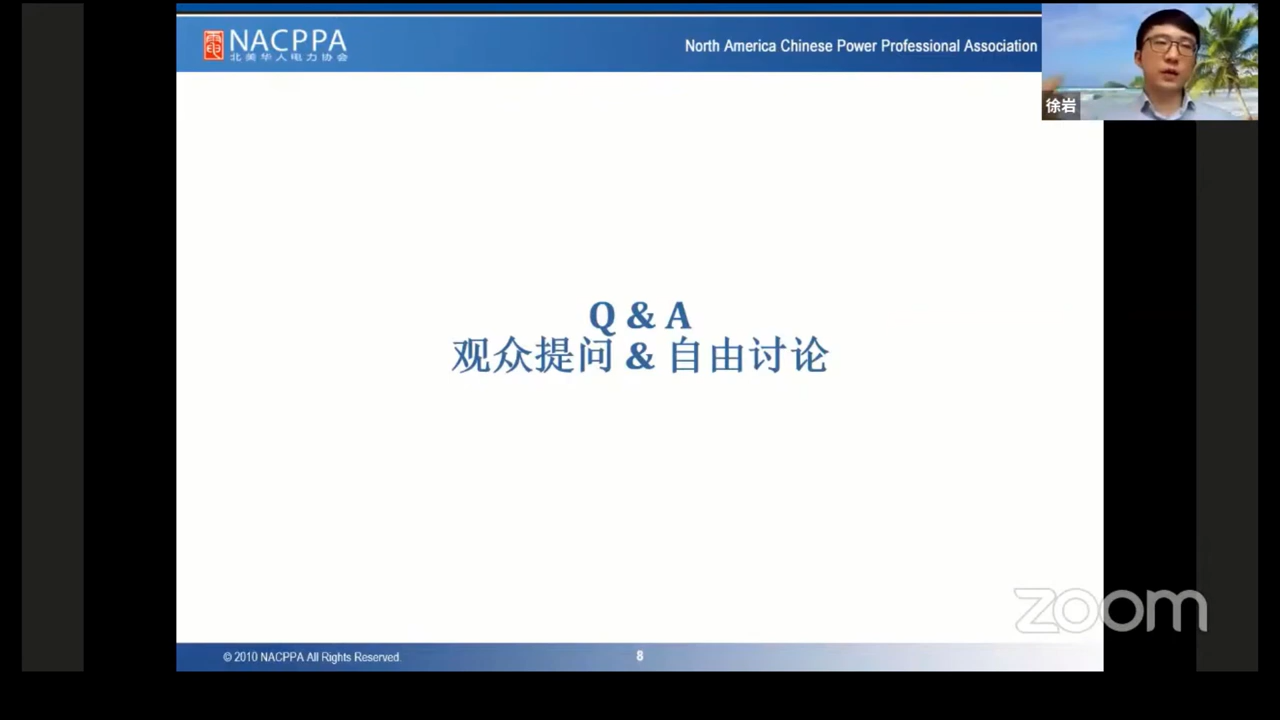 NACPPA
北美华人电力协会
North America Chinese Power Professional Association
徐岩
Q & A
观众提问 & 自由讨论
zoom
© 2010 NACPPA All Rights Reserved.
8